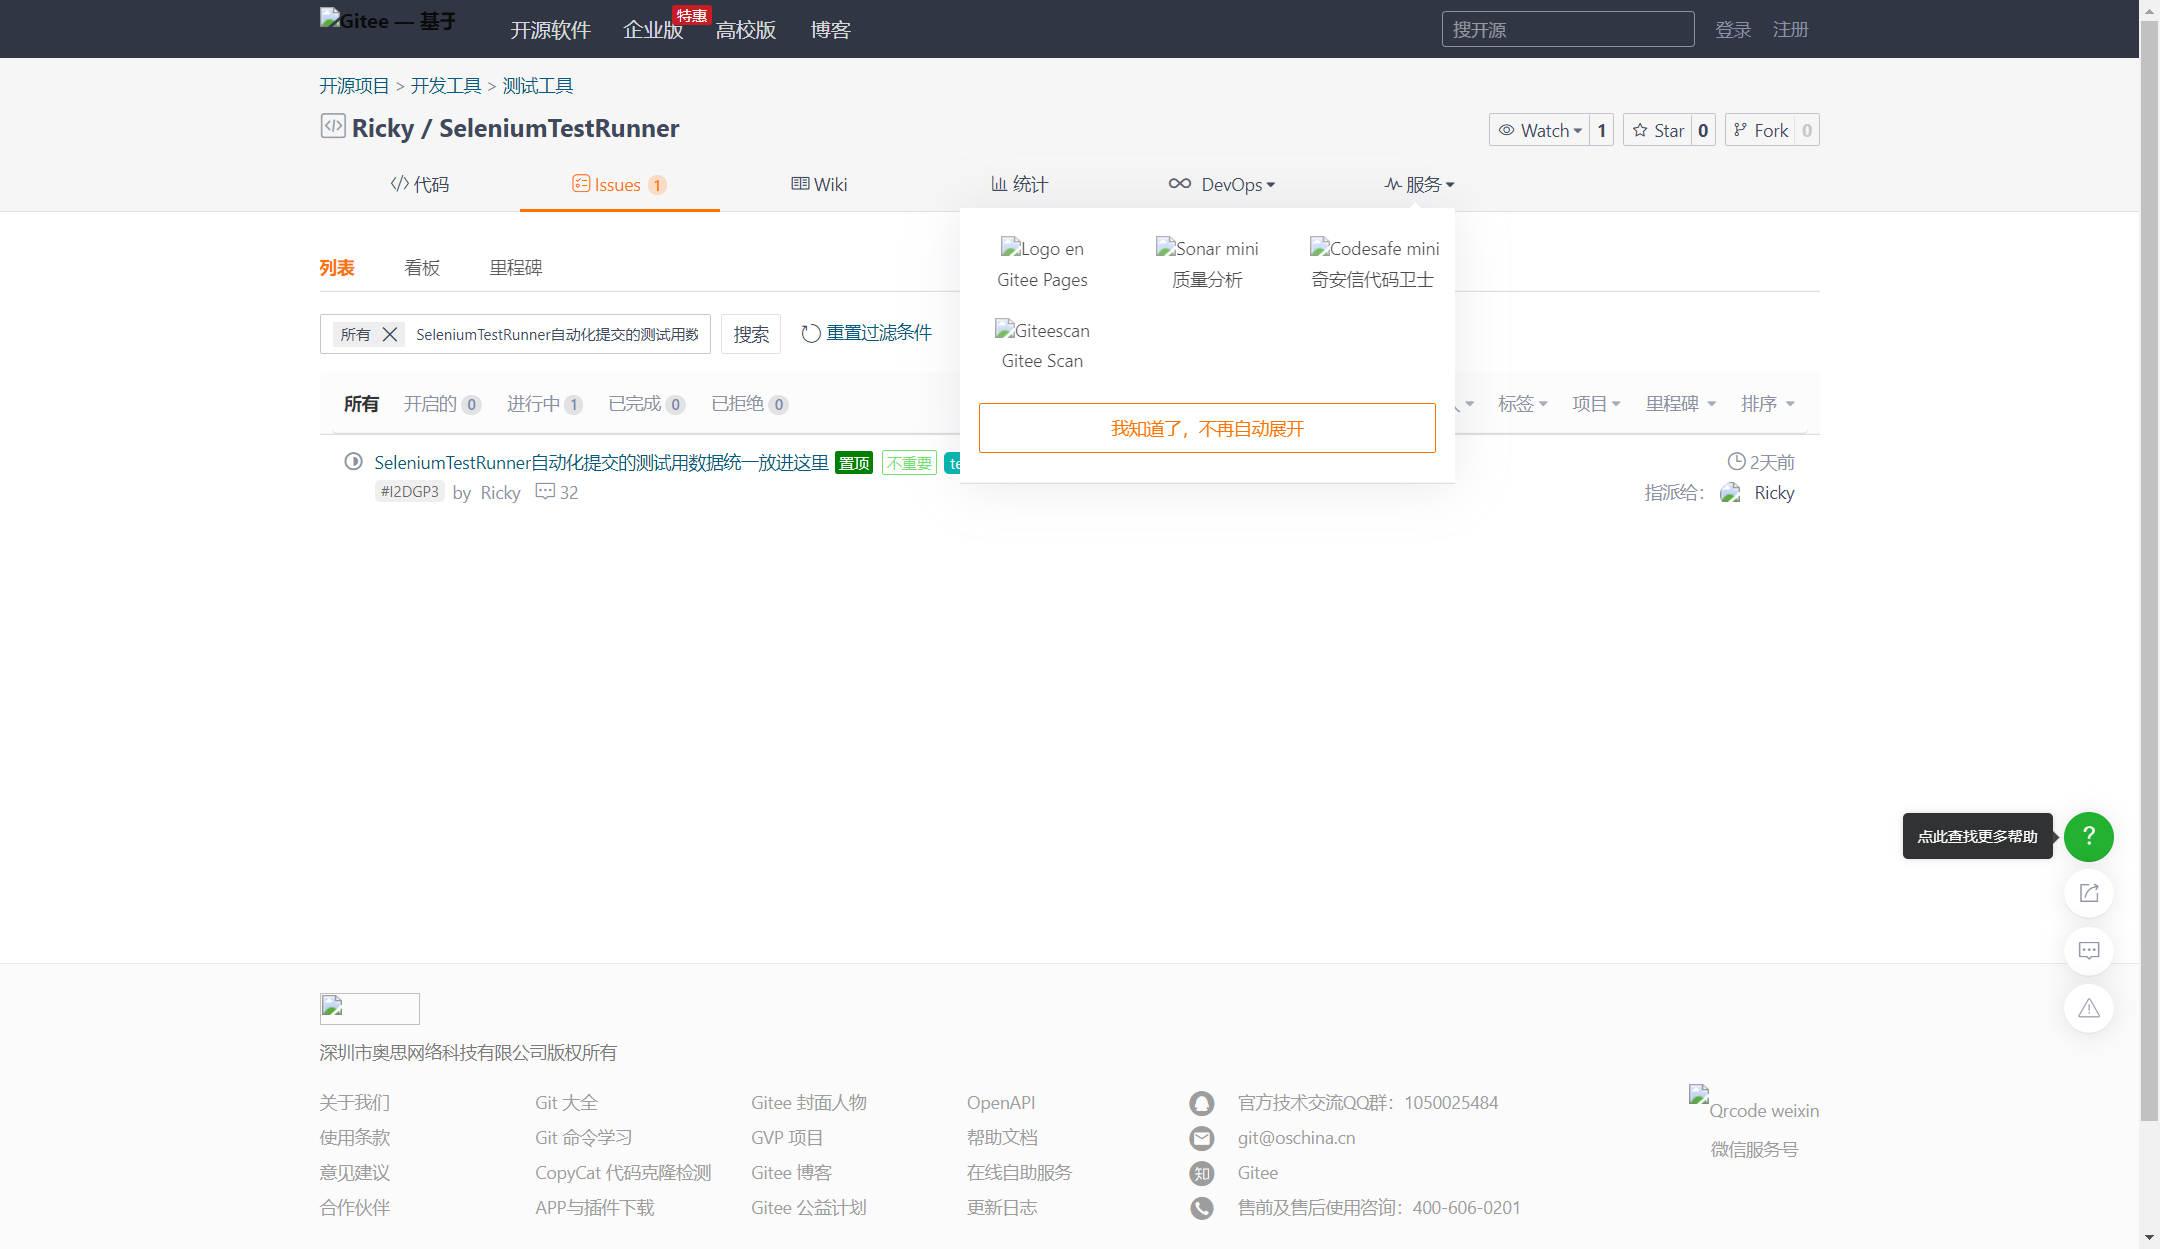 Gitee — 基于
开源软件 企业版 特惠 高校版 博客 搜开源 登录 注册
开源项目 > 开发工具 > 测试工具
Ricky / SeleniumTestRunner Watch 1 Star 0 Fork 0
代码 Issues 1 Wiki 统计 DevOps 服务
Logo en Sonar mini Codesafe mini
Gitee Pages 质量分析 奇安信代码卫士
Giteescan
Gitee Scan
我知道了，不再自动展开
列表 看板 里程碑
所有 SeleniumTestRunner自动化提交的测试用数 搜索 重置过滤条件
所有 开启的 0 进行中 1 已完成 0 已拒绝 0 标签 项目 里程碑 排序
SeleniumTestRunner自动化提交的测试用数据统一放进这里 置顶 不重要 te 2天前
#I2DGP3 by Ricky 32 指派给： Ricky
点此查找更多帮助 ?
深圳市奥思网络科技有限公司版权所有
关于我们 Git 大全 Gitee 封面人物 OpenAPI 官方技术交流QQ群：1050025484 Qrcode weixin
使用条款 Git 命令学习 GVP 项目 帮助文档 git@oschina.cn 微信服务号
意见建议 CopyCat 代码克隆检测 Gitee 博客 在线自助服务 知 Gitee
合作伙伴 APP与插件下载 Gitee 公益计划 更新日志 售前及售后使用咨询：400-606-0201